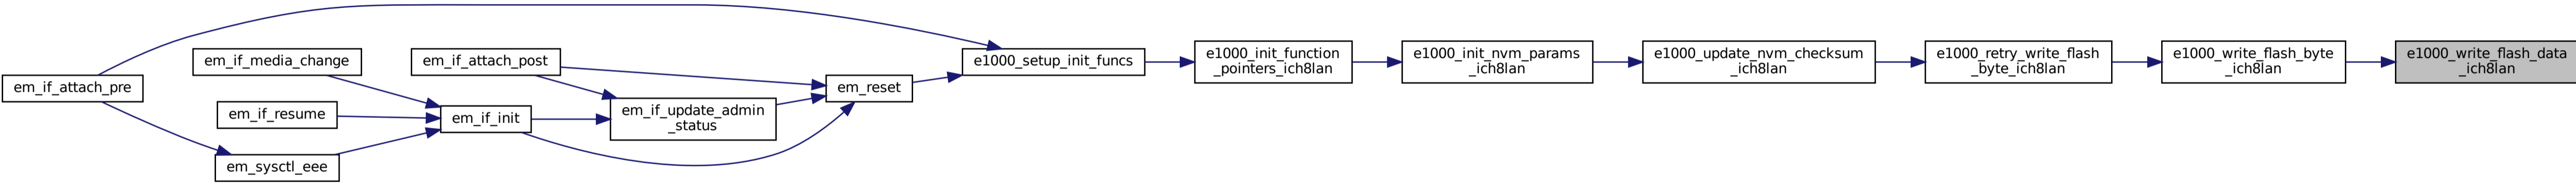 em_if_attach_pre
em_if_media_change
em_if_resume
em_sysctl_eee
em_if_attach_post
em_if_init
em_if_update_admin
_status
em_reset
e1000_setup_init_funcs
e1000_init_function
_pointers_ich8lan
e1000_init_nvm_params
_ich8lan
e1000_update_nvm_checksum
_ich8lan
e1000_retry_write_flash
_byte_ich8lan
e1000_write_flash_byte
_ich8lan
e1000_write_flash_data
_ich8lan